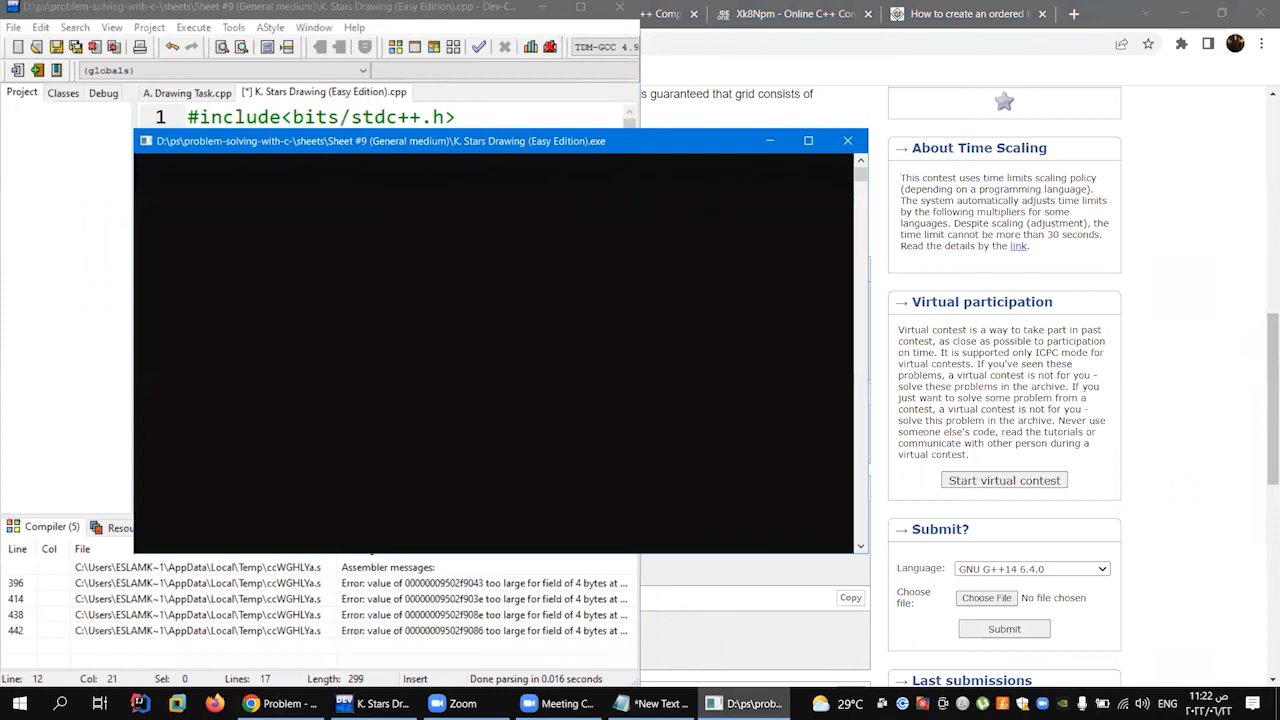 D:\ps\problem-solving-with-c-\sheets\Sheet #9 (General medium)\K. Stars Drawing (Easy Edition).cpp - Dev-C...
Xk8Npm - Online C++ Con
File Edit Search View Project Execute Tools AStyle Window Help
TDM-GCC 4.9
(globals)
Project Classes Debug A. Drawing Task.cpp [*] K. Stars Drawing (Easy Edition).cpp
1 #include<bits/stdc++.h>
D:\ps\problem-solving-with-c-\sheets\Sheet #9 (General medium)\K. Stars Drawing (Easy Edition).exe
s guaranteed that grid consists of
→ About Time Scaling
This contest uses time limits scaling policy
(depending on a programming language).
The system automatically adjusts time limits
by the following multipliers for some
languages. Despite scaling (adjustment), the
time limit cannot be more than 30 seconds.
Read the details by the link.
→ Virtual participation
Virtual contest is a way to take part in past
contest, as close as possible to participation
on time. It is supported only ICPC mode for
virtual contests. If you've seen these
problems, a virtual contest is not for you -
solve these problems in the archive. If you
just want to solve some problem from a
contest, a virtual contest is not for you -
solve this problem in the archive. Never use
someone else's code, read the tutorials or
communicate with other person during a
virtual contest.
Start virtual contest
→ Submit?
Language: GNU G++14 6.4.0
Choose
file: Choose File No file chosen
Submit
→ Last submissions
Copy
Compiler (5) Resou
Line Col File
C:\Users\ESLAMK~1\AppData\Local\Temp\ccWGHLYa.s Assembler messages:
396 C:\Users\ESLAMK~1\AppData\Local\Temp\ccWGHLYa.s Error: value of 00000009502f9043 too large for field of 4 bytes at ...
414 C:\Users\ESLAMK~1\AppData\Local\Temp\ccWGHLYa.s Error: value of 00000009502f903e too large for field of 4 bytes at ...
438 C:\Users\ESLAMK~1\AppData\Local\Temp\ccWGHLYa.s Error: value of 00000009502f908e too large for field of 4 bytes at ...
442 C:\Users\ESLAMK~1\AppData\Local\Temp\ccWGHLYa.s Error: value of 00000009502f9086 too large for field of 4 bytes at ...
Line: 12 Col: 21 Sel: 0 Lines: 17 Length: 299 Insert Done parsing in 0.016 seconds
Problem - ... K. Stars Dr... Zoom Meeting C... *New Text ... D:\ps\prob... 29°C ENG
11:22 ص